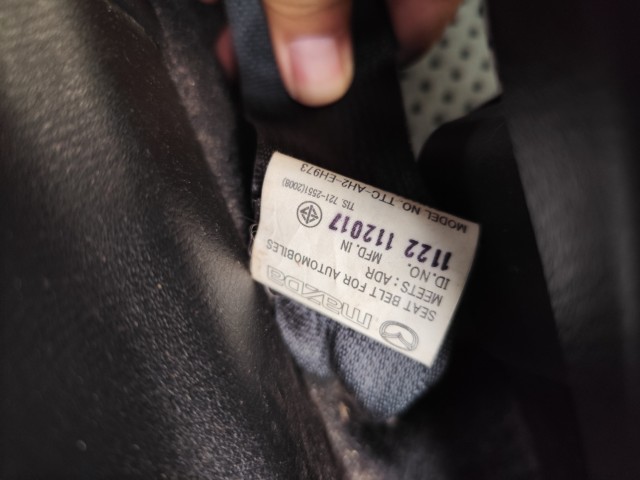 mazda
SEAT BELT FOR AUTOMOBILES
MEETS : ADR
ID.NO. MFD. IN
1122 112017
TIS. 721-2551(2008)
MODEL NO. TTC-AH2-EH973